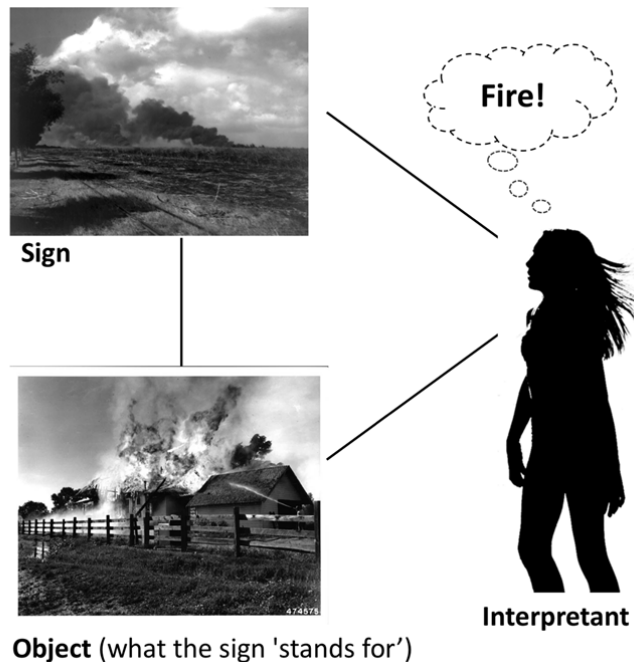 Fire!
Sign
474575
Interpretant
Object (what the sign 'stands for’)